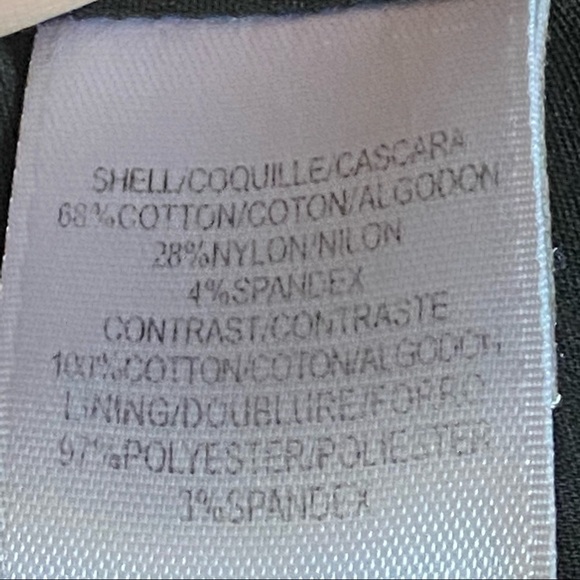 SHELL/COQUILLE/CASCARA
68%COTTON/COTON/ALGODON
28%NYLON/NILON
4%SPANDEX
CONTRAST/CONTRASTE
100%COTTON/COTON/ALGODON
LINING/DOUBLURE/FORRO
97%POLYESTER/POLIESTER
3%SPANDEX